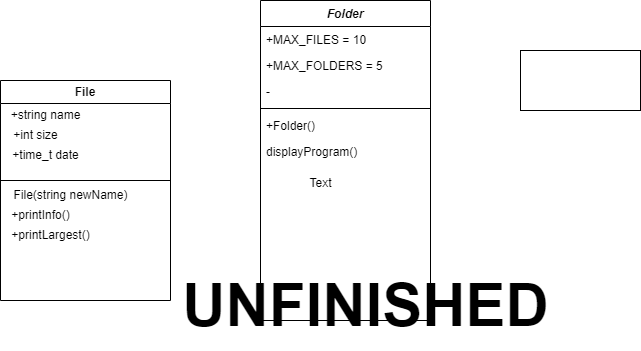 File
+string name
+int size
+time_t date
File(string newName)
+printInfo()
+printLargest()
Folder
+MAX_FILES = 10
+MAX_FOLDERS = 5
-
+Folder()
displayProgram()
Text
UNFINISHED